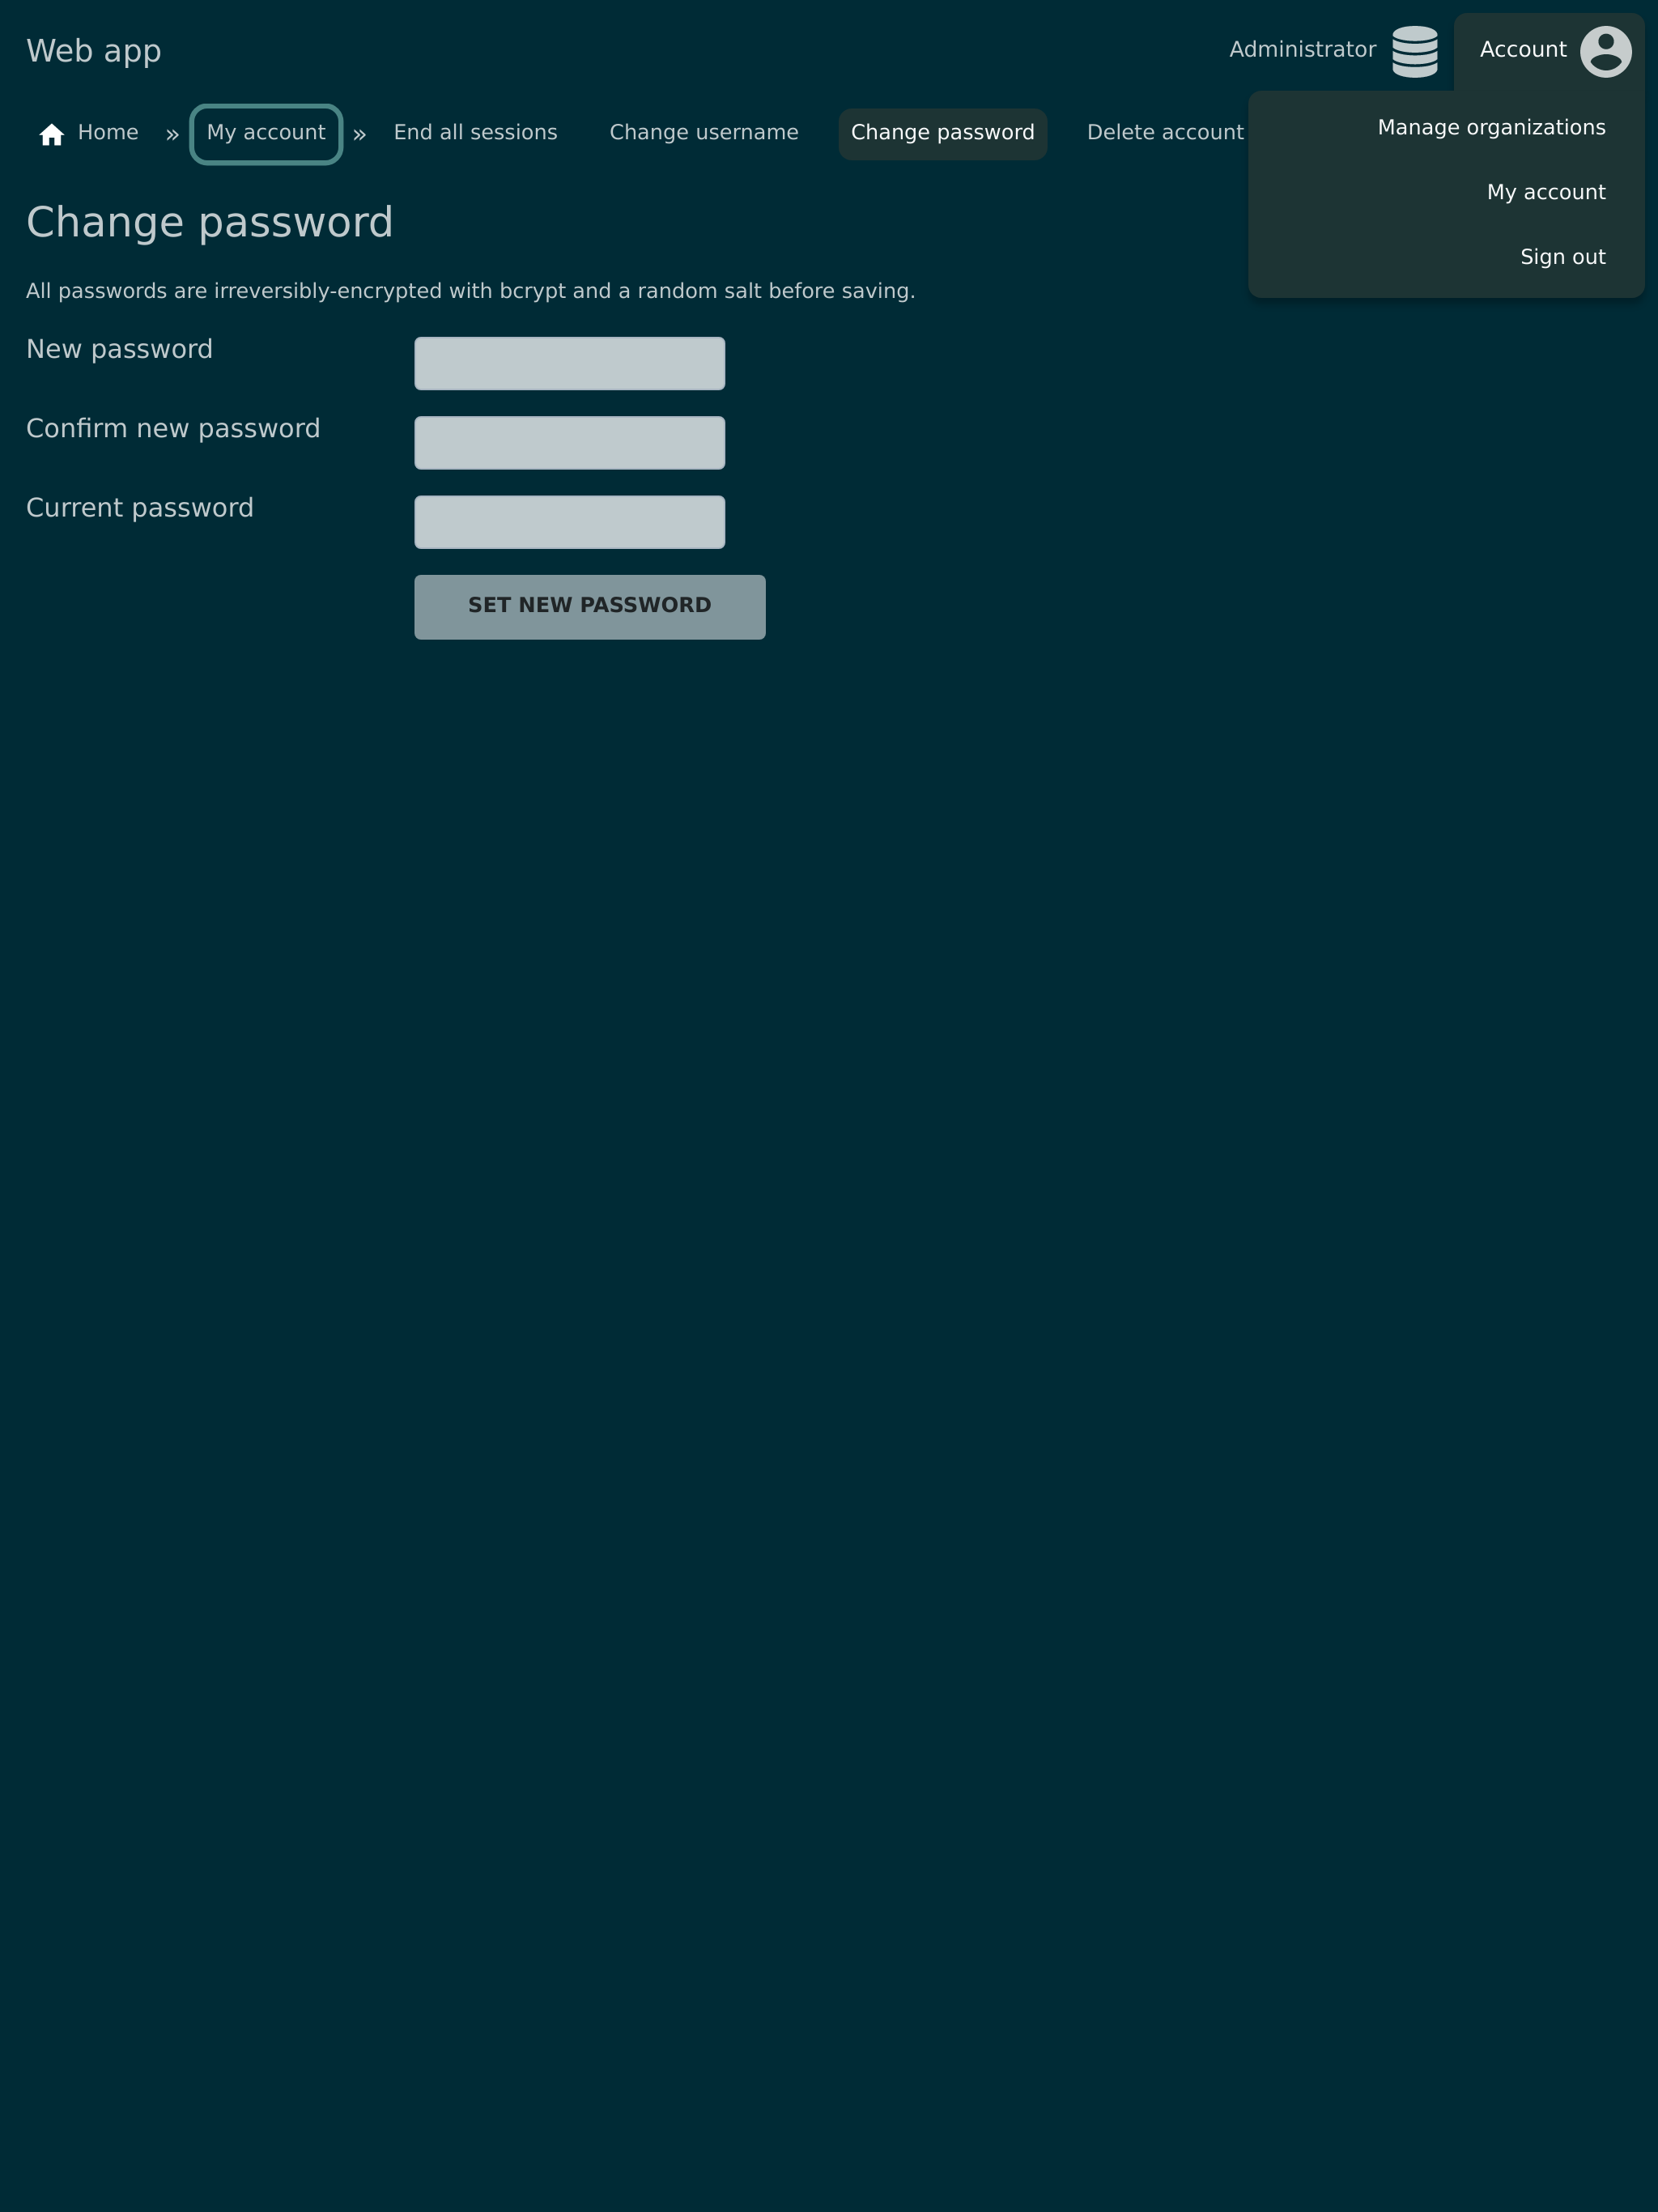 Web app
Administrator
Account
Home » My account » End all sessions Change username Change password Delete account
Manage organizations
My account
Sign out
Change password
All passwords are irreversibly-encrypted with bcrypt and a random salt before saving.
New password
Confirm new password
Current password
SET NEW PASSWORD